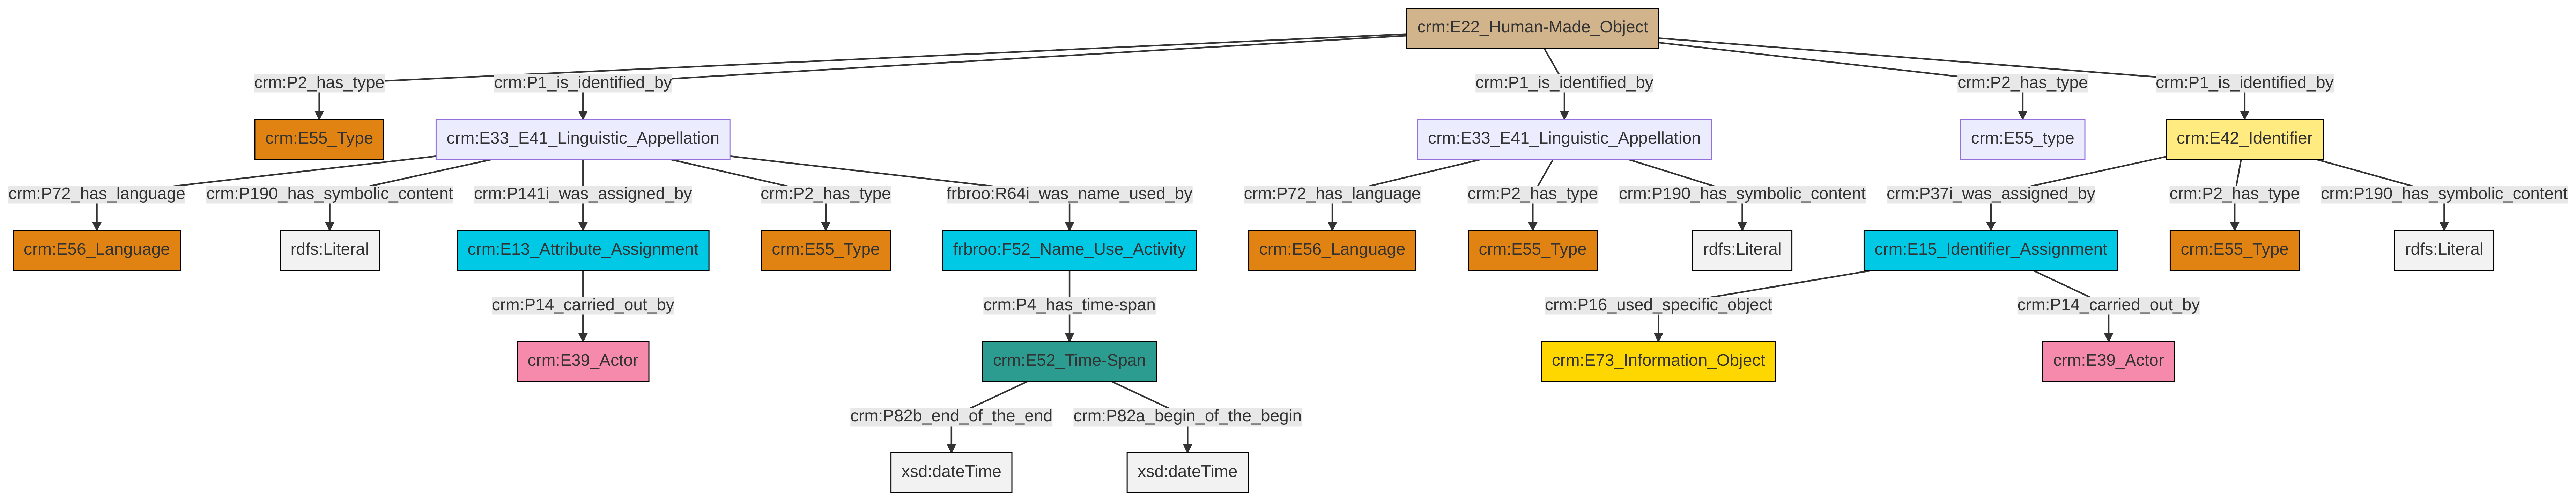 crm:E22_Human-Made_Object
crm:P2_has_type
crm:P1_is_identified_by
crm:P1_is_identified_by
crm:P2_has_type
crm:P1_is_identified_by
crm:E55_Type
crm:E33_E41_Linguistic_Appellation
crm:E33_E41_Linguistic_Appellation
crm:E55_type
crm:E42_Identifier
crm:P72_has_language
crm:P190_has_symbolic_content
crm:P141i_was_assigned_by
crm:P2_has_type
frbroo:R64i_was_name_used_by
crm:P72_has_language
crm:P2_has_type
crm:P190_has_symbolic_content
crm:P37i_was_assigned_by
crm:P2_has_type
crm:P190_has_symbolic_content
crm:E56_Language
rdfs:Literal
crm:E13_Attribute_Assignment
crm:E55_Type
frbroo:F52_Name_Use_Activity
crm:E56_Language
crm:E55_Type
rdfs:Literal
crm:E15_Identifier_Assignment
crm:E55_Type
rdfs:Literal
crm:P14_carried_out_by
crm:P4_has_time-span
crm:P16_used_specific_object
crm:P14_carried_out_by
crm:E39_Actor
crm:E52_Time-Span
crm:E73_Information_Object
crm:E39_Actor
crm:P82b_end_of_the_end
crm:P82a_begin_of_the_begin
xsd:dateTime
xsd:dateTime